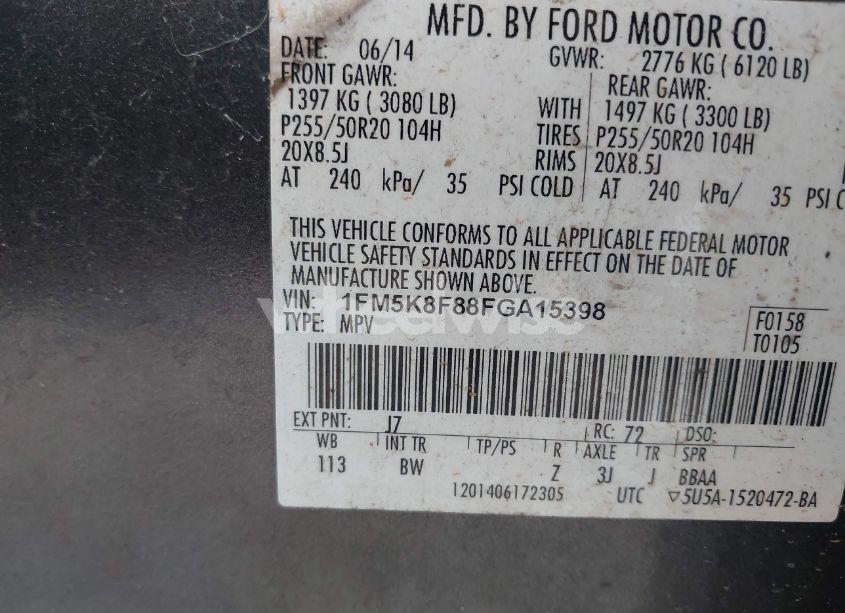 MFD. BY FORD MOTOR CO.
DATE: 06/14 GVWR: 2776 KG ( 6120 LB)
FRONT GAWR: REAR GAWR:
1397 KG ( 3080 LB) WITH 1497 KG ( 3300 LB)
P255/50R20 104H TIRES P255/50R20 104H
20X8.5J RIMS 20X8.5J
AT 240 kPa/ 35 PSI COLD AT 240 kPa/ 35 PSI C
THIS VEHICLE CONFORMS TO ALL APPLICABLE FEDERAL MOTOR
VEHICLE SAFETY STANDARDS IN EFFECT ON THE DATE OF
MANUFACTURE SHOWN ABOVE.
VIN: 1FM5K8F88FGA15398
TYPE: MPV
F0158
T0105
EXT PNT: J7 RC: 72 DSO:
WB INT TR TP/PS R AXLE TR SPR
113 BW Z 3J J BBAA
1201406172305 UTC ▽5U5A-1520472-BA